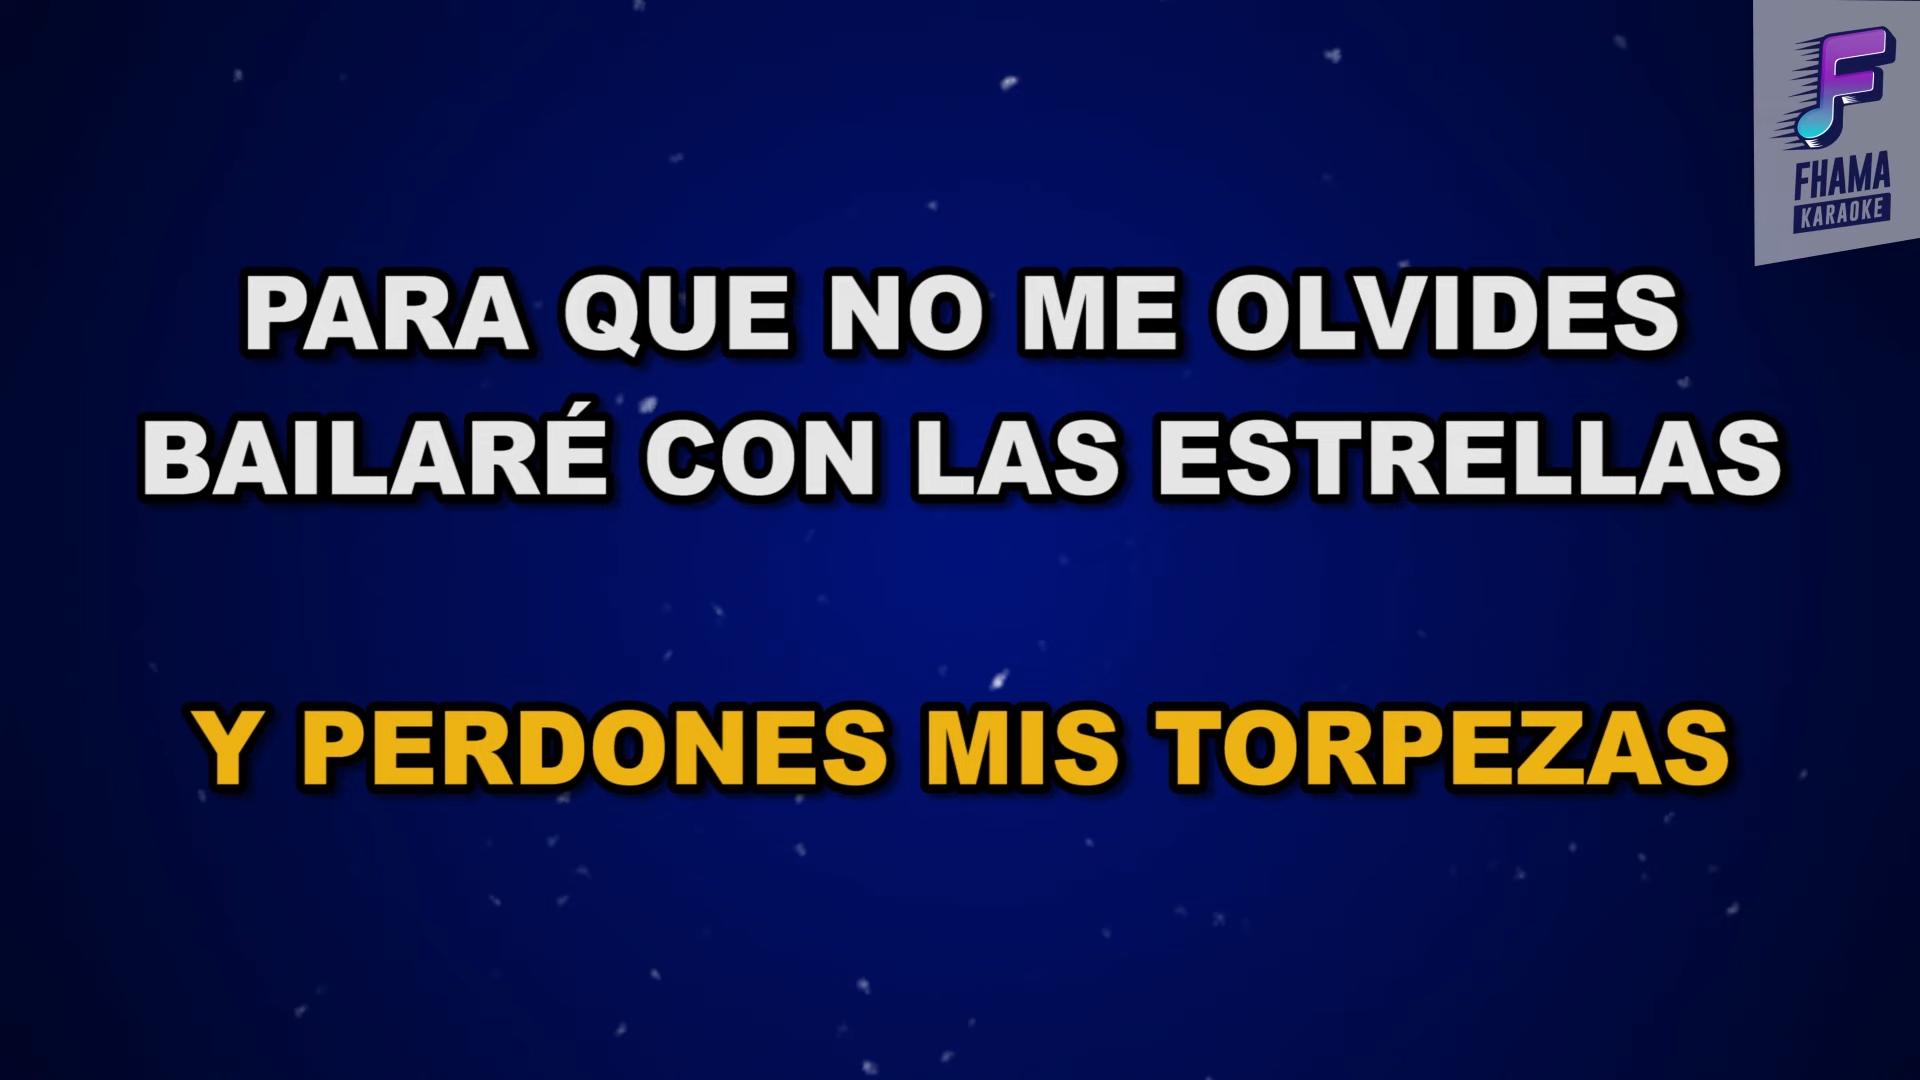 FHAMA
KARAOKE
PARA QUE NO ME OLVIDES
BAILARÉ CON LAS ESTRELLAS
Y PERDONES MIS TORPEZAS